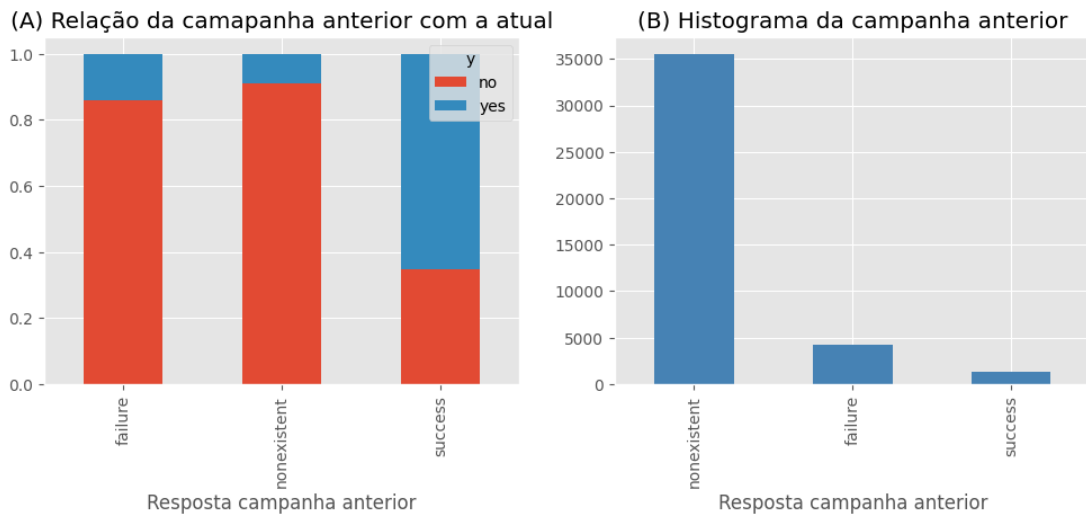 (A) Relação da camapanha anterior com a atual
1.0
0.8
0.6
0.4
0.2
0.0
y
no
yes
failure
nonexistent
success
Resposta campanha anterior
(B) Histograma da campanha anterior
35000
30000
25000
20000
15000
10000
5000
0
nonexistent
failure
success
Resposta campanha anterior